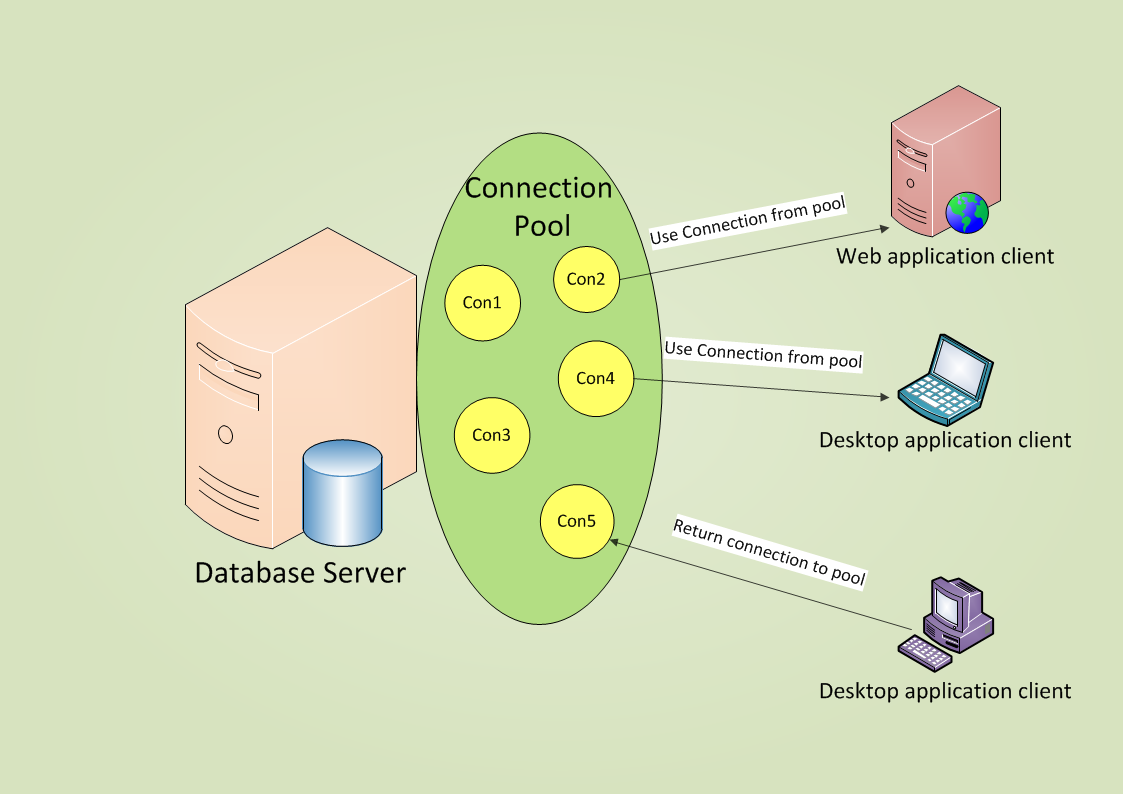 Connection
Pool
Use Connection from pool
Web application client
Con1
Con2
Use Connection from pool
Con4
Con3
Desktop application client
Con5
Return connection to pool
Database Server
Desktop application client